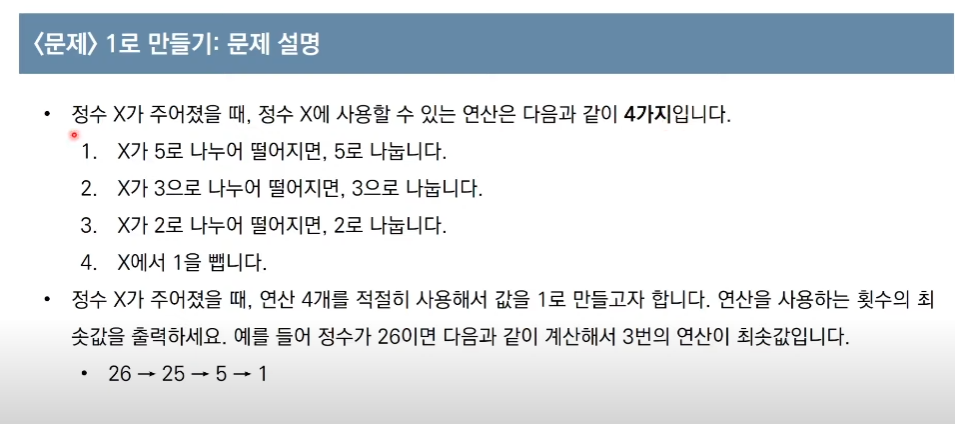 〈문제〉 1로 만들기: 문제 설명
• 정수 X가 주어졌을 때, 정수 X에 사용할 수 있는 연산은 다음과 같이 4가지입니다.
1. X가 5로 나누어 떨어지면, 5로 나눕니다.
2. X가 3으로 나누어 떨어지면, 3으로 나눕니다.
3. X가 2로 나누어 떨어지면, 2로 나눕니다.
4. X에서 1을 뺍니다.
• 정수 X가 주어졌을 때, 연산 4개를 적절히 사용해서 값을 1로 만들고자 합니다. 연산을 사용하는 횟수의 최
솟값을 출력하세요. 예를 들어 정수가 26이면 다음과 같이 계산해서 3번의 연산이 최솟값입니다.
• 26 → 25 → 5 → 1